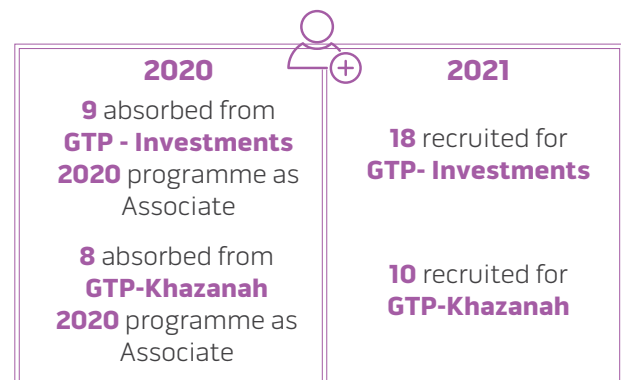 2020
9 absorbed from
GTP - Investments
2020 programme as
Associate
8 absorbed from
GTP-Khazanah
2020 programme as
Associate
2021
18 recruited for
GTP- Investments
10 recruited for
GTP-Khazanah